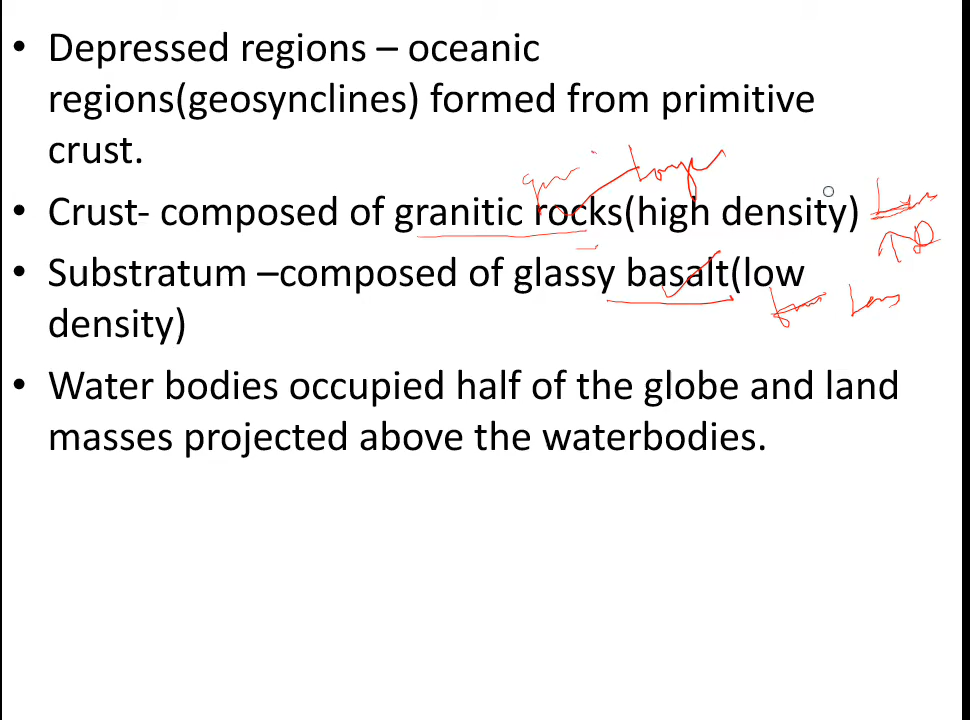 • Depressed regions – oceanic
regions(geosynclines) formed from primitive
crust.
• Crust- composed of granitic rocks(high density)
• Substratum –composed of glassy basalt(low
density)
• Water bodies occupied half of the globe and land
masses projected above the waterbodies.